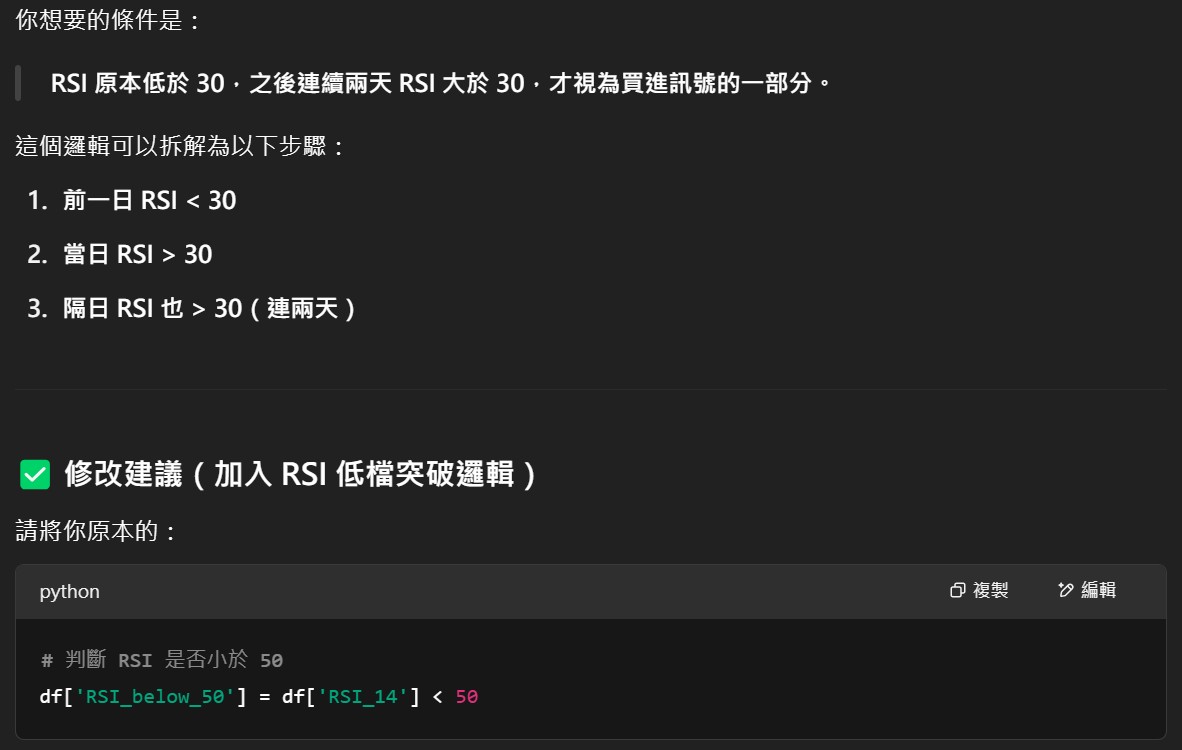 你想要的條件是：
RSI 原本低於 30，之後連續兩天 RSI 大於 30，才視為買進訊號的一部分。
這個邏輯可以拆解為以下步驟：
1. 前一日 RSI < 30
2. 當日 RSI > 30
3. 隔日 RSI 也 > 30（連兩天）
✅ 修改建議（加入 RSI 低檔突破邏輯）
請將你原本的：
python 複製 編輯
# 判斷 RSI 是否小於 50
df['RSI_below_50'] = df['RSI_14'] < 50